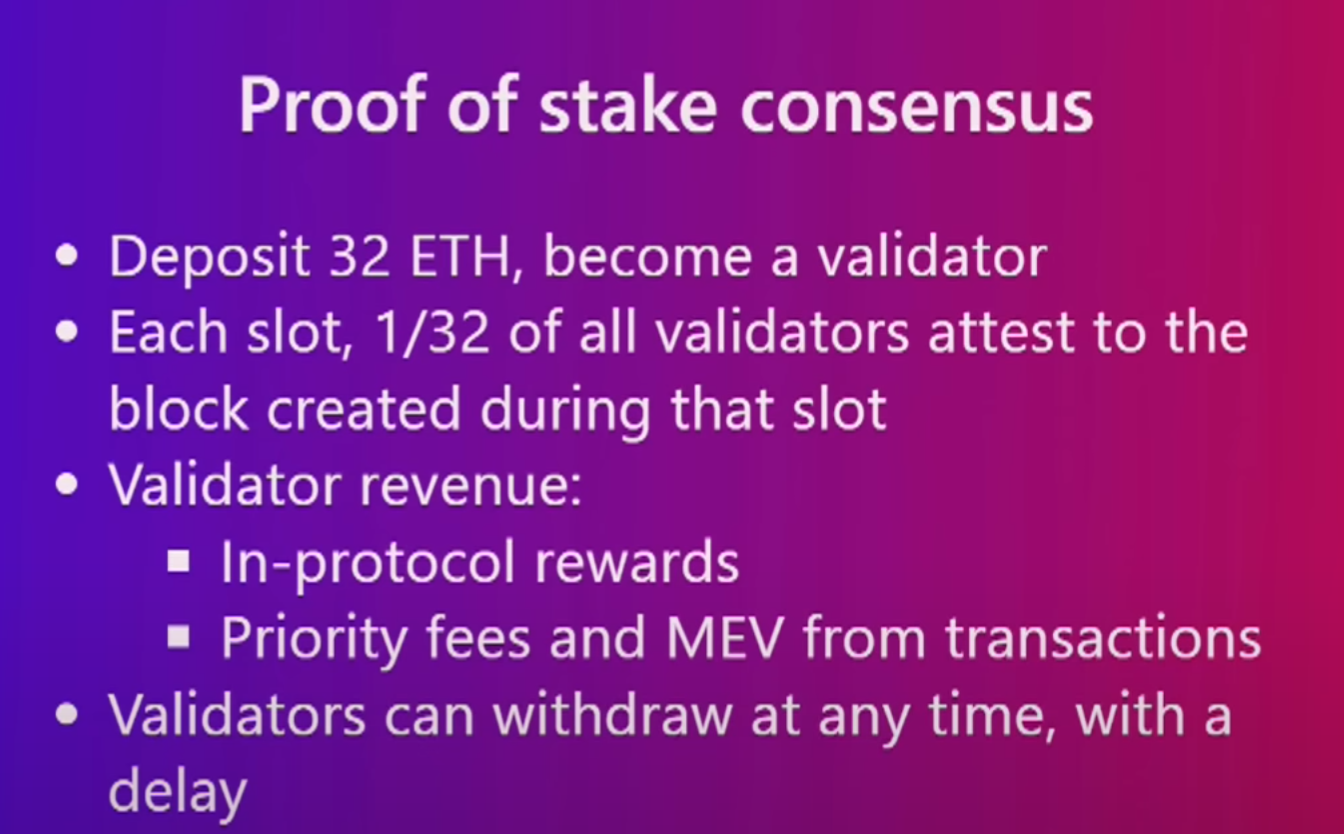 Proof of stake consensus
• Deposit 32 ETH, become a validator
• Each slot, 1/32 of all validators attest to the
block created during that slot
• Validator revenue:
▪ In-protocol rewards
▪ Priority fees and MEV from transactions
• Validators can withdraw at any time, with a
delay